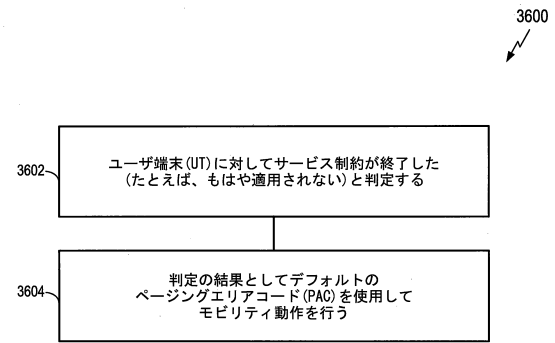 3600
3602
ユーザ端末(UT)に対してサービス制約が終了した
(たとえば、もはや適用されない)と判定する
3604
判定の結果としてデフォルトの
ページングエリアコード(PAC)を使用して
モビリティ動作を行う